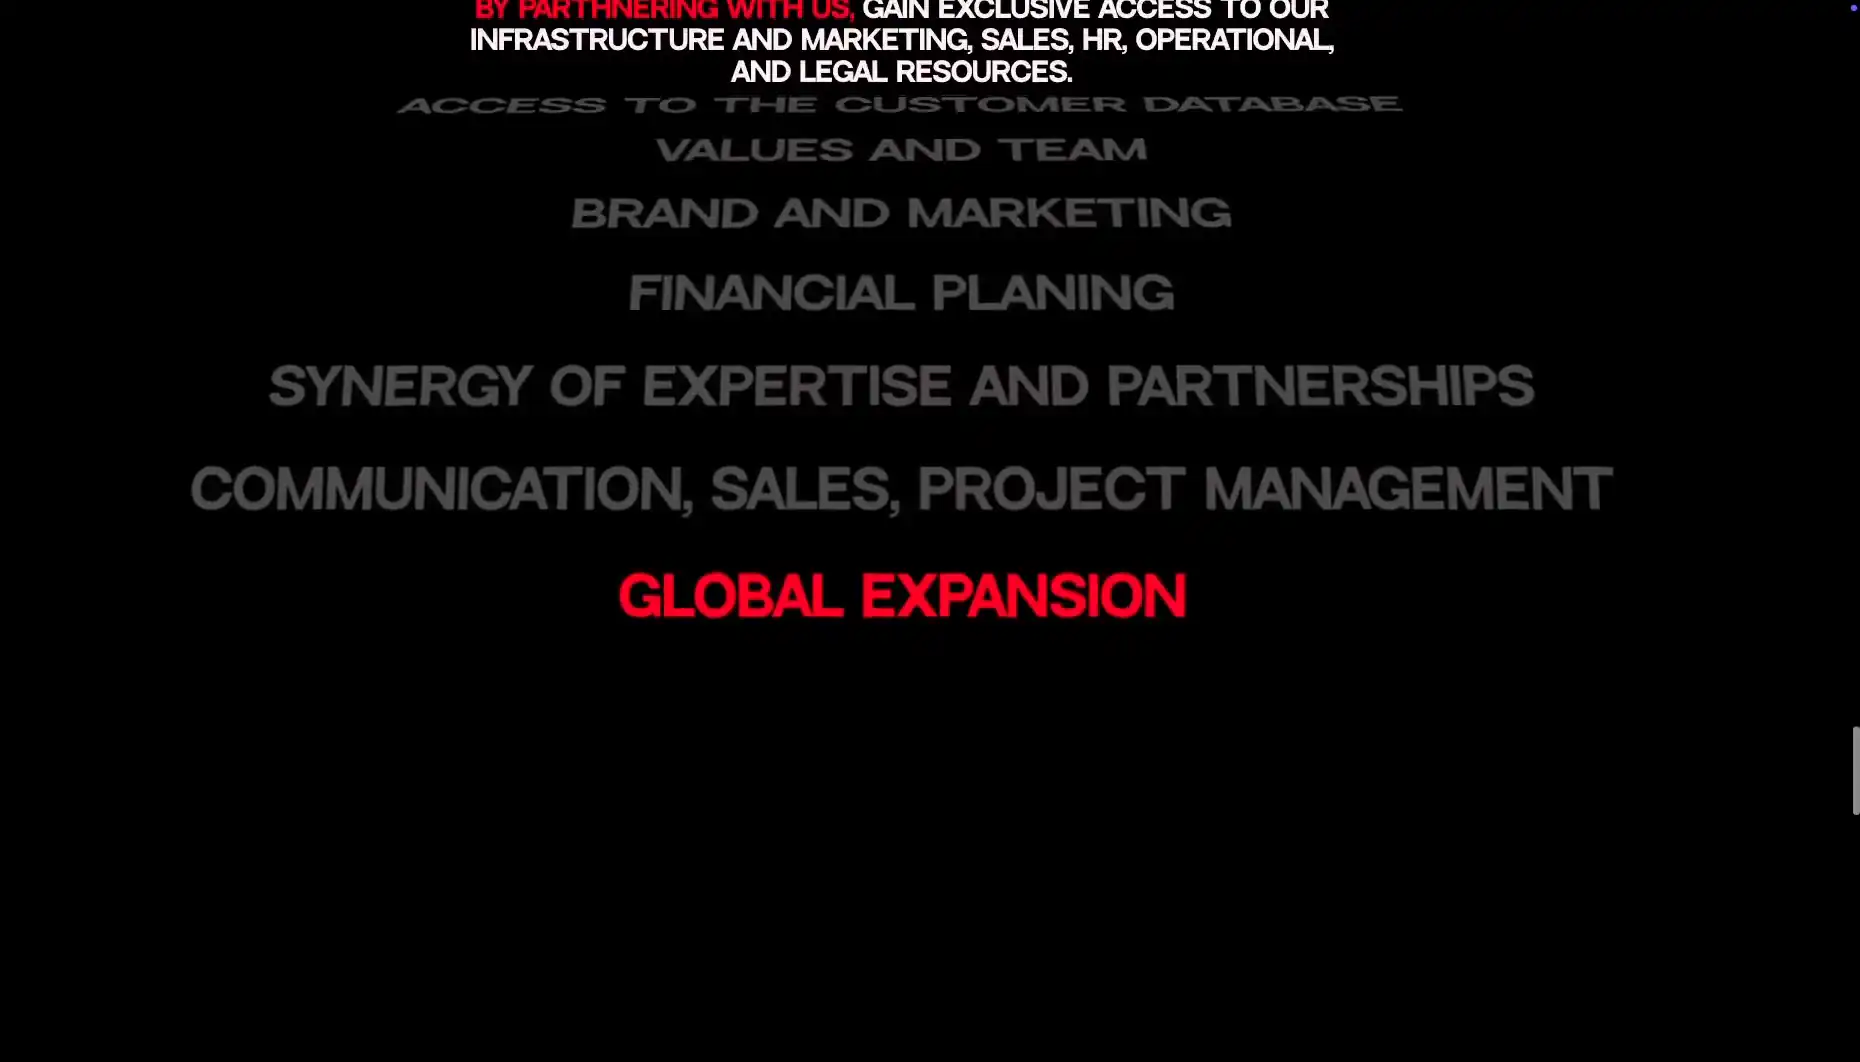 BY PARTHNERING WITH US, GAIN EXCLUSIVE ACCESS TO OUR
INFRASTRUCTURE AND MARKETING, SALES, HR, OPERATIONAL,
AND LEGAL RESOURCES.
ACCESS TO THE CUSTOMER DATABASE
VALUES AND TEAM
BRAND AND MARKETING
FINANCIAL PLANING
SYNERGY OF EXPERTISE AND PARTNERSHIPS
COMMUNICATION, SALES, PROJECT MANAGEMENT
GLOBAL EXPANSION